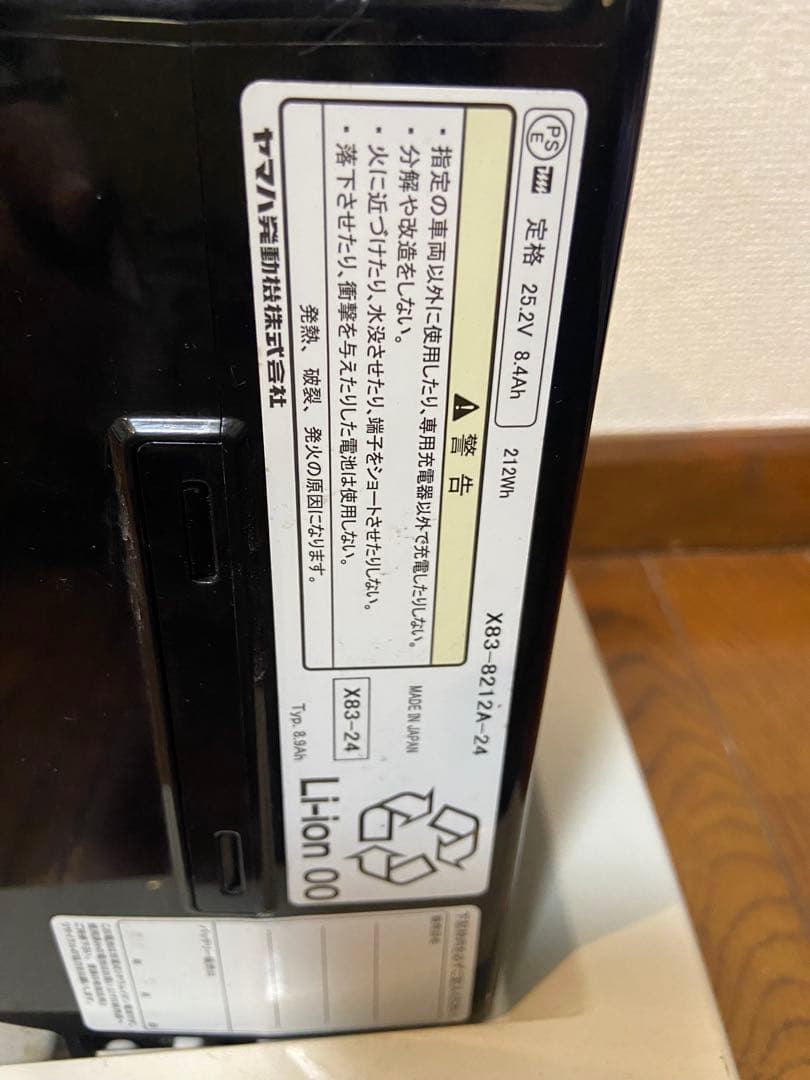 PS
E
定格 25.2V 8.4Ah
212Wh
X83-8212A-24
警告
・指定の車両以外に使用したり、専用充電器以外で充電したりしない。
・分解や改造をしない。
・火に近づけたり、水没させたり、端子をショートさせたりしない。
・落下させたり、衝撃を与えたりした電池は使用しない。
発熱、破裂、発火の原因になります。
ヤマハ発動機株式会社
MADE IN JAPAN
X83-24
Typ. 8.9Ah
Li-ion 00